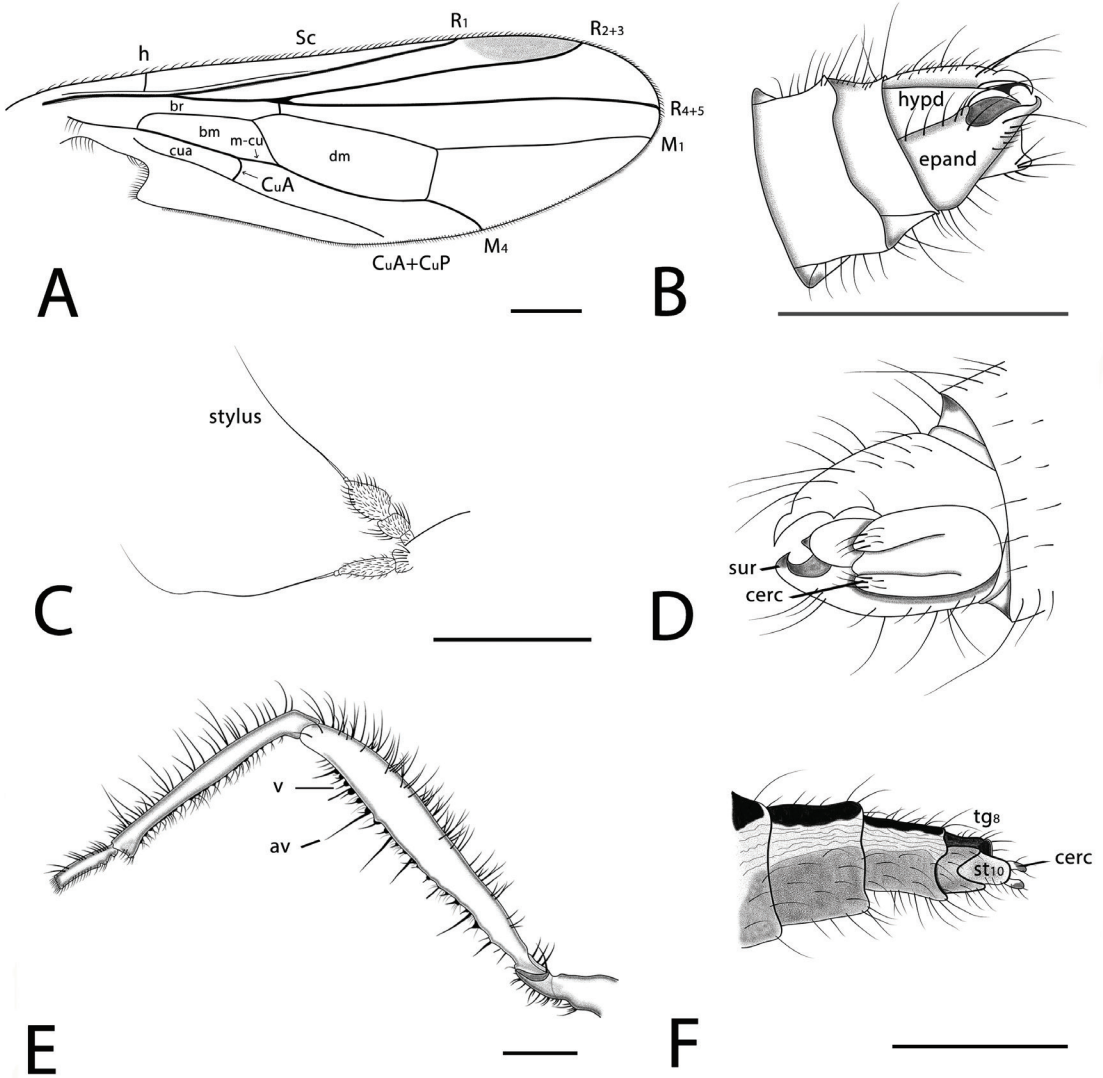 R1
R2+3
Sc
h
br
R4+5
bm
m-cu
dm
M1
cua
CuA
M4
CuA+CuP
A
hypd
epand
B
stylus
C
sur
cerc
D
v
av
E
tg8
cerc
st10
F